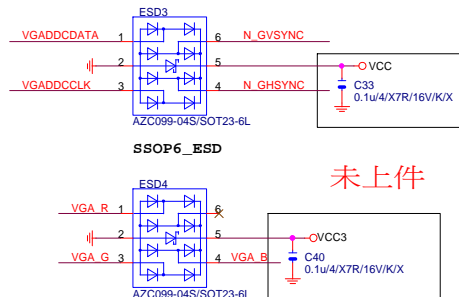 ESD3
VGADDCDATA 1 6 N_GVSYNC
2 5 VCC
VGADDCCLK 3 4 N_GHSYNC
C33
0.1u/4/X7R/16V/K/X
AZC099-04S/SOT23-6L
SSOP6_ESD
未上件
ESD4
VGA_R 1 6
2 5 VCC3
VGA_G 3 4 VGA_B
C40
0.1u/4/X7R/16V/K/X
AZC099-04S/SOT23-6L